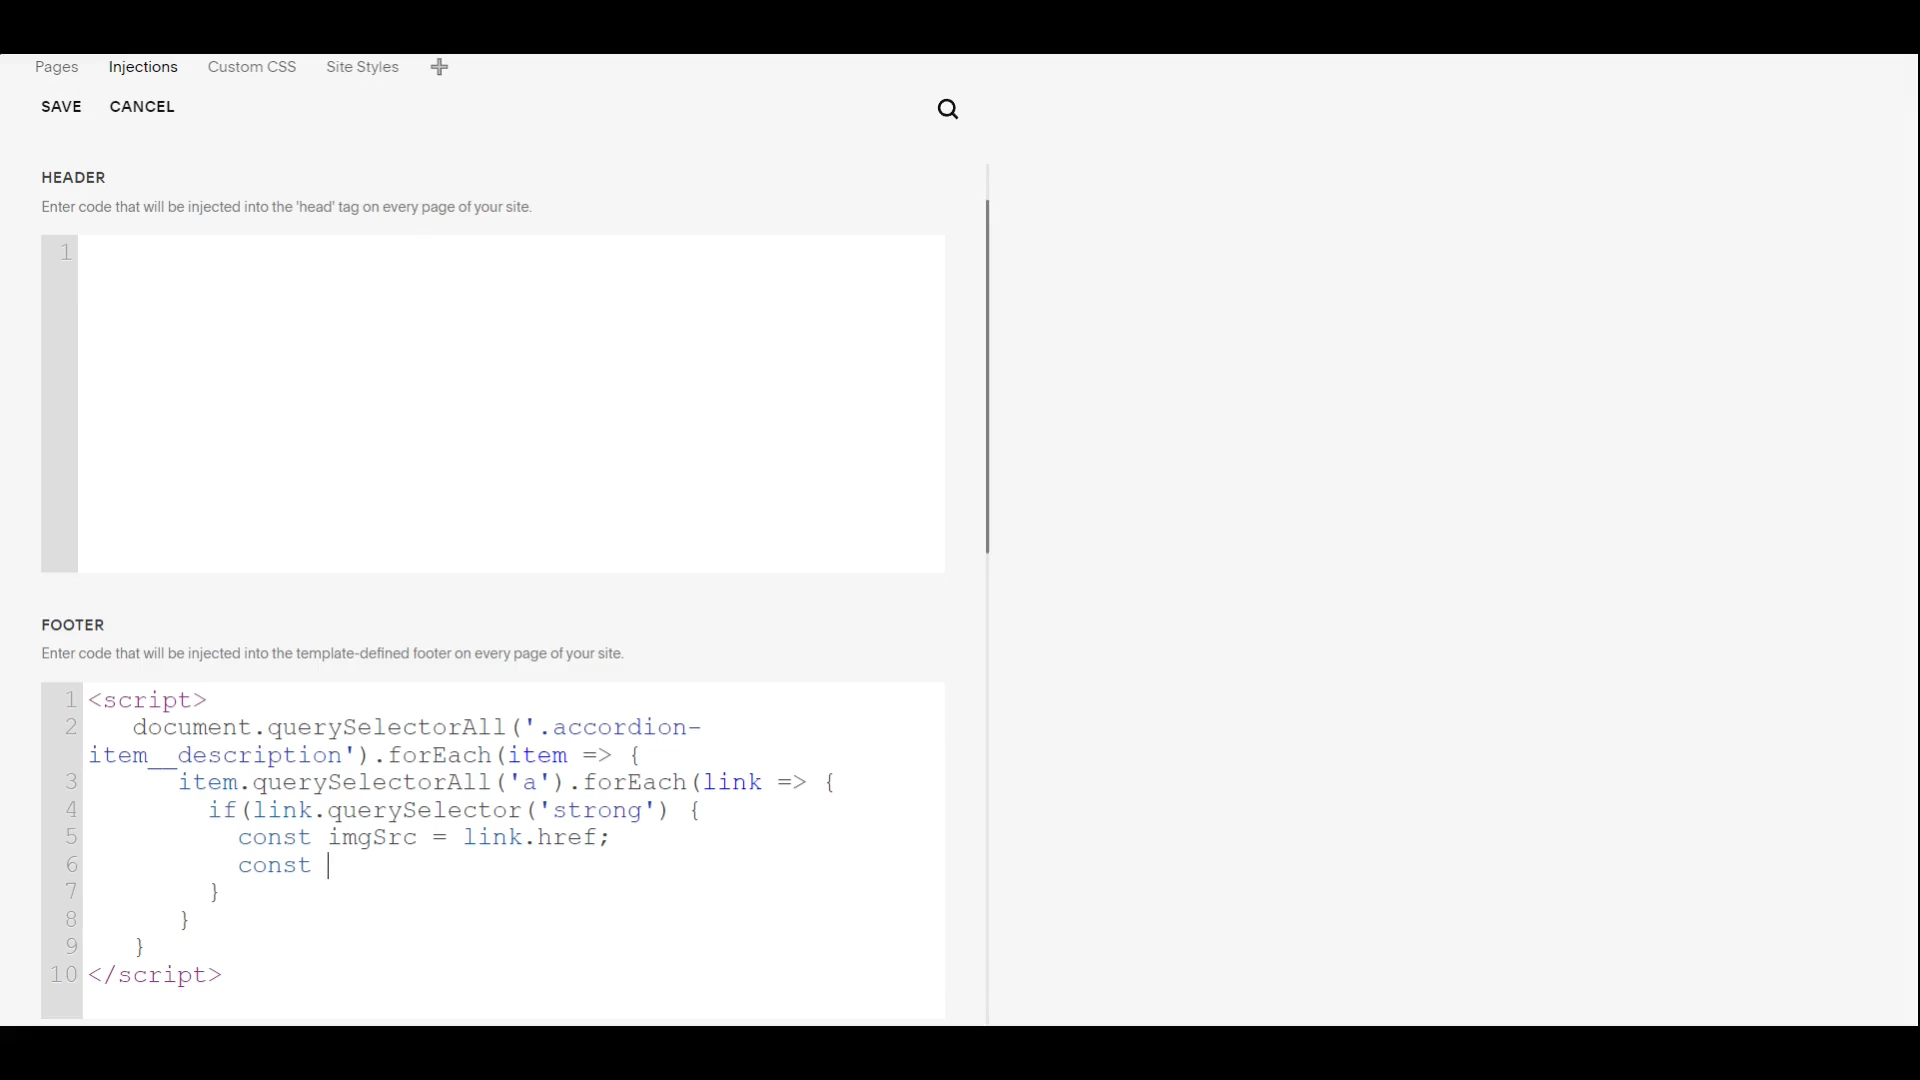 Pages Injections Custom CSS Site Styles
SAVE CANCEL
HEADER
Enter code that will be injected into the 'head' tag on every page of your site.
1
FOOTER
Enter code that will be injected into the template-defined footer on every page of your site.
1 <script>
2 document.querySelectorAll('.accordion-
item__description').forEach(item => {
3 item.querySelectorAll('a').forEach(link => {
4 if(link.querySelector('strong') {
5 const imgSrc = link.href;
6 const
7 }
8 }
9 }
10 </script>